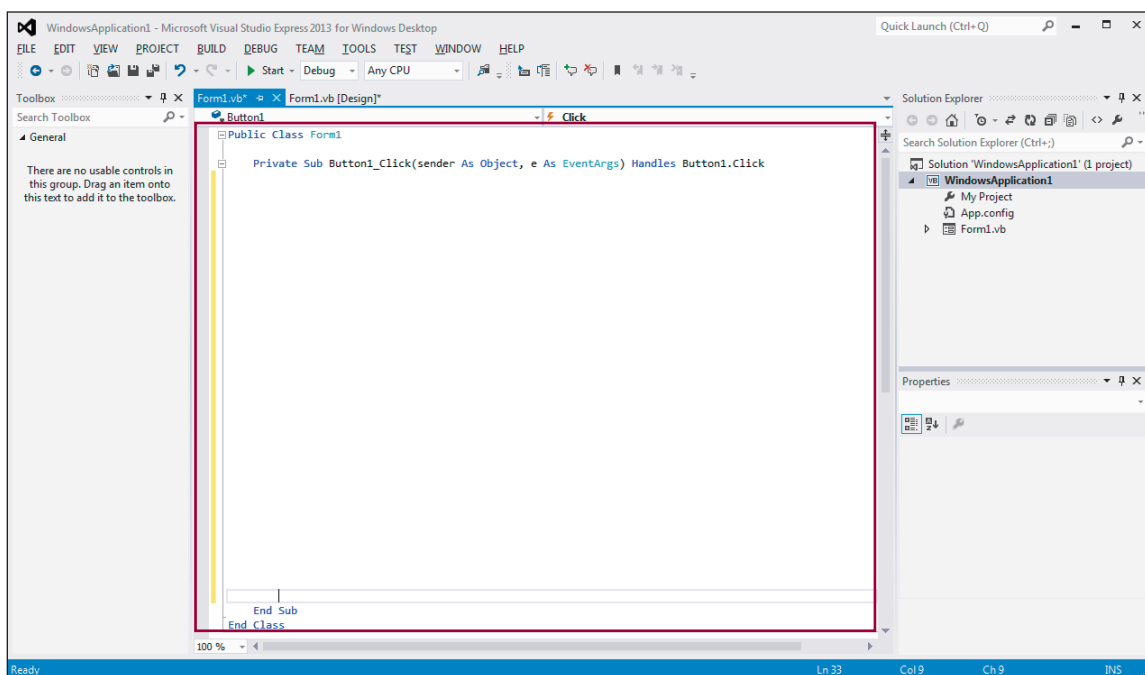 WindowsApplication1 - Microsoft Visual Studio Express 2013 for Windows Desktop
Quick Launch (Ctrl+Q)
FILE EDIT VIEW PROJECT BUILD DEBUG TEAM TOOLS TEST WINDOW HELP
Start Debug Any CPU
Toolbox
Search Toolbox
General
There are no usable controls in
this group. Drag an item onto
this text to add it to the toolbox.
Form1.vb* Form1.vb [Design]*
Button1 Click
Public Class Form1
Private Sub Button1_Click(sender As Object, e As EventArgs) Handles Button1.Click
End Sub
End Class
100 %
Solution Explorer
Search Solution Explorer (Ctrl+;)
Solution 'WindowsApplication1' (1 project)
VB WindowsApplication1
My Project
App.config
Form1.vb
Properties
Ready Ln 33 Col 9 Ch 9 INS